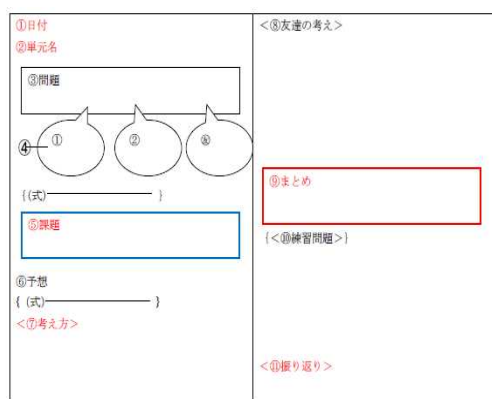 ①日付
②単元名
③問題
④ ① ② ⑧
{(式) }
⑤課題
⑥予想
{ (式) }
<⑦考え方>
<⑧友達の考え>
⑨まとめ
{<⑩練習問題>}
<⑪振り返り>